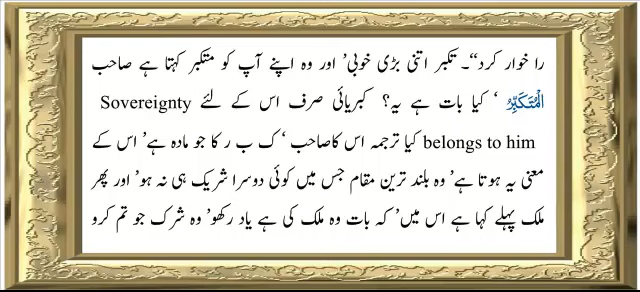 را خوار کرد‘‘۔ تکبر اتنی بڑی خوبی’ اور وہ اپنے آپ کو متکبر کہتا ہے صاحب
الْمُتَكَبِّرُ ‘ کیا بات ہے یہ؟ کبریائی صرف اس کے لئے Sovereignty
belongs to him کیا ترجمہ اس کا صاحب ‘ ک ب ر کا جو مادہ ہے’ اس کے
معنی یہ ہوتا ہے’ وہ بلند ترین مقام جس میں کوئی دوسرا شریک ہی نہ ہو’ اور پھر
ملک پہلے کہا ہے اس میں’ کہ بات وہ ملک کی ہے یاد رکھو’ وہ شرک جو تم کرو